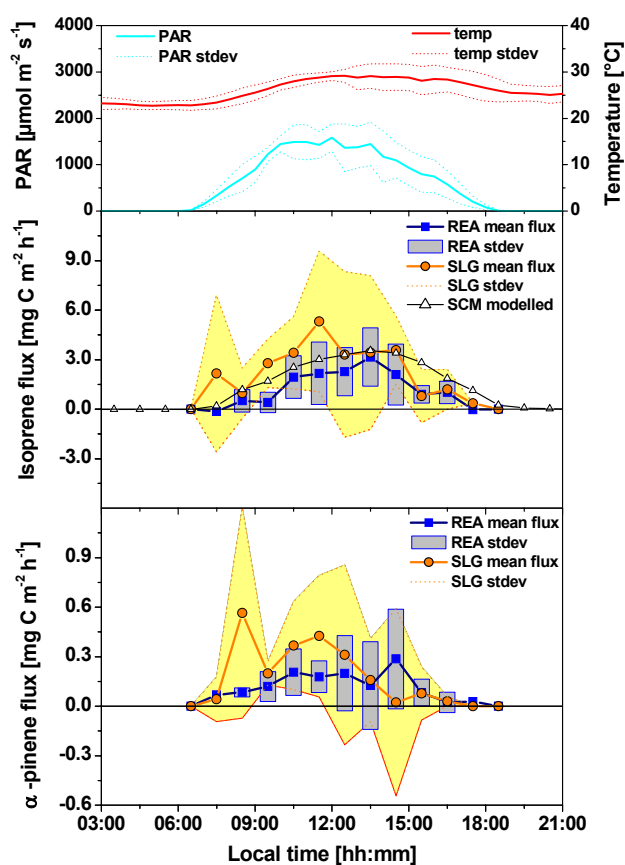 PAR
PAR stdev
temp
temp stdev
4000
3000
2000
1000
0
PAR [µmol m⁻² s⁻¹]
40
30
20
10
0
Temperature [°C]
REA mean flux
REA stdev
SLG mean flux
SLG stdev
SCM modelled
9.0
6.0
3.0
0.0
-3.0
Isoprene flux [mg C m⁻² h⁻¹]
REA mean flux
REA stdev
SLG mean flux
SLG stdev
0.9
0.6
0.3
0.0
-0.3
-0.6
α -pinene flux [mg C m⁻² h⁻¹]
03:00 06:00 09:00 12:00 15:00 18:00 21:00
Local time [hh:mm]